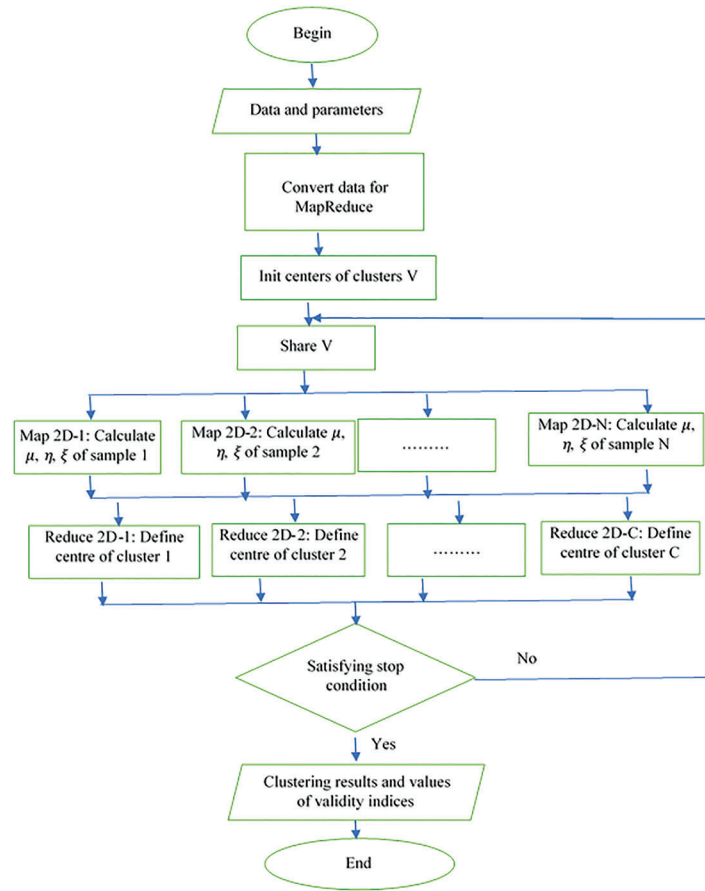 Begin
Data and parameters
Convert data for
MapReduce
Init centers of clusters V
Share V
Map 2D-1: Calculate
μ, η, ξ of sample 1
Map 2D-2: Calculate μ,
η, ξ of sample 2
.........
Map 2D-N: Calculate μ,
η, ξ of sample N
Reduce 2D-1: Define
centre of cluster 1
Reduce 2D-2: Define
centre of cluster 2
.........
Reduce 2D-C: Define
centre of cluster C
Satisfying stop
condition
No
Yes
Clustering results and values
of validity indices
End